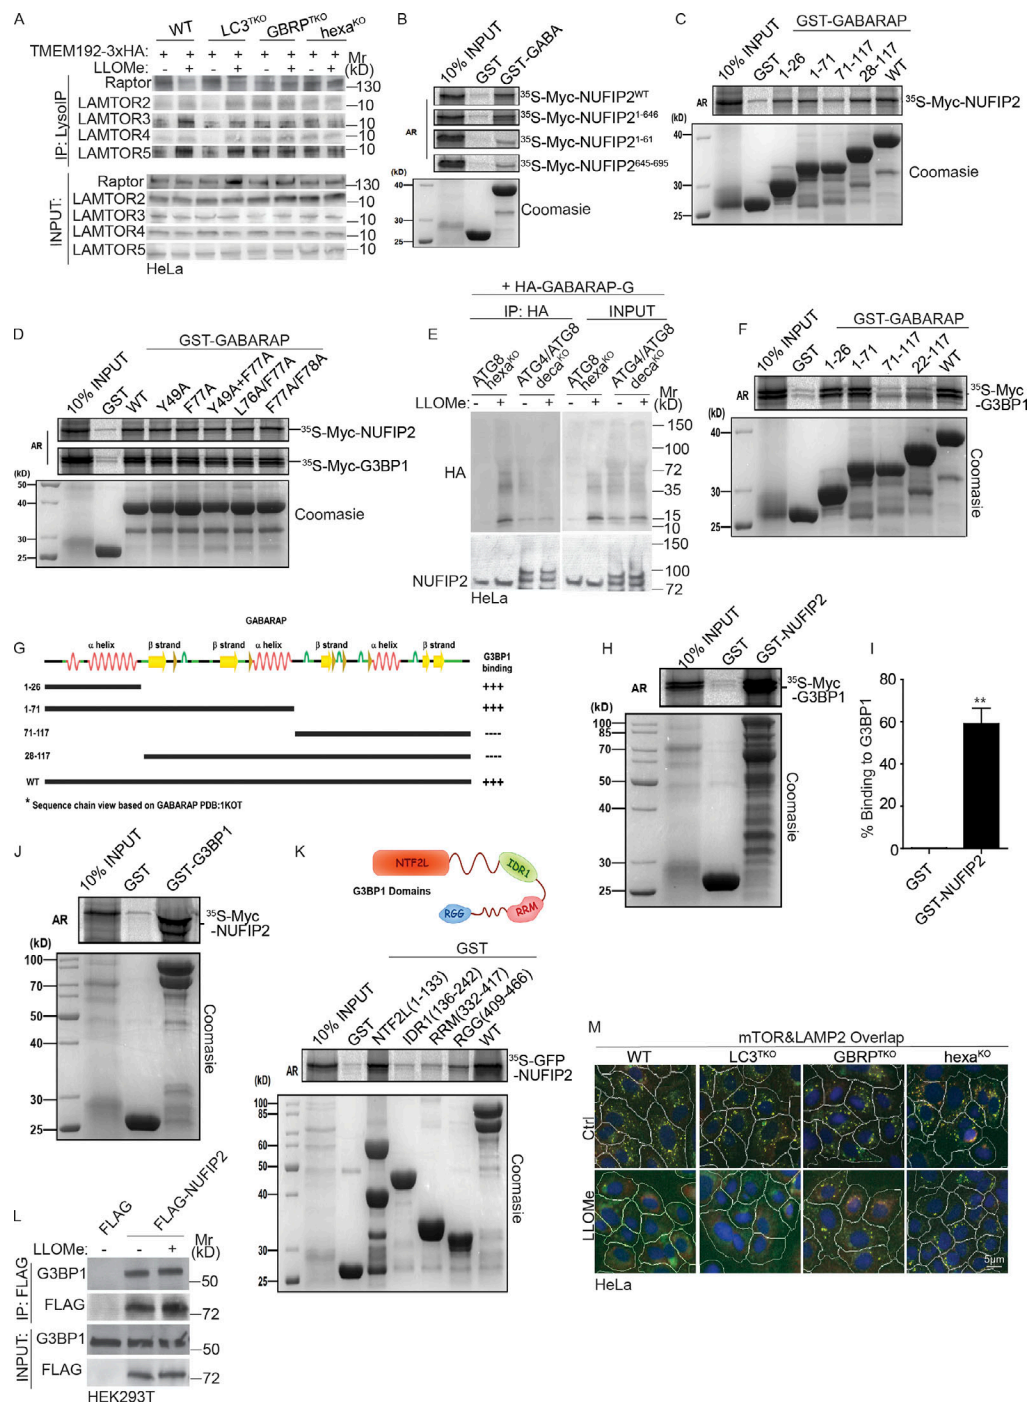 A
WT LC3TKO GBRPTKO hexaKO
TMEM192-3xHA: + + + + + + + + Mr
LLOMe: - + - + - + - + (kD)
IP: LysoIP
Raptor –130
LAMTOR2 –10
LAMTOR3 –10
LAMTOR4 –10
LAMTOR5 –10
INPUT:
Raptor –130
LAMTOR2 –10
LAMTOR3 –10
LAMTOR4 –10
LAMTOR5 –10
HeLa
B
10% INPUT GST GST-GABA
AR
35S-Myc-NUFIP2WT
35S-Myc-NUFIP21-646
35S-Myc-NUFIP21-61
35S-Myc-NUFIP2645-695
(kD)
40
30
25
Coomasie
C
GST-GABARAP
10% INPUT GST 1-26 1-71 71-117 28-117 WT
AR 35S-Myc-NUFIP2
(kD)
40
30
25
Coomasie
D
GST-GABARAP
10% INPUT GST WT Y49A F77A Y49A+F77A L76A/F77A F77A/F78A
AR
35S-Myc-NUFIP2
35S-Myc-G3BP1
(kD)
50
40
30
25
Coomasie
E
+ HA-GABARAP-G
IP: HA INPUT
ATG8 hexaKO ATG4/ATG8 decaKO ATG8 hexaKO ATG4/ATG8 decaKO
LLOMe: - + - + - + - + Mr (kD)
HA
–150
–100
–72
–35
–15
–10
NUFIP2
–150
–100
–72
HeLa
F
GST-GABARAP
10% INPUT GST 1-26 1-71 71-117 22-117 WT
AR 35S-Myc
-G3BP1
(kD)
40
30
25
Coomasie
G
GABARAP
α helix β strand β strand α helix β strand α helix β strand
G3BP1
binding
1-26 +++
1-71 +++
71-117 ----
28-117 ----
WT +++
* Sequence chain view based on GABARAP PDB:1KOT
H
10% INPUT GST GST-NUFIP2
AR 35S-Myc
-G3BP1
(kD)
100
85
70
50
40
30
25
Coomasie
I
% Binding to G3BP1
80
60
40
20
0
**
GST GST-NUFIP2
J
10% INPUT GST GST-G3BP1
AR 35S-Myc
-NUFIP2
(kD)
100
70
50
40
30
25
Coomasie
K
NTF2L IDR1
G3BP1 Domains
RGG RRM
GST
10% INPUT GST NTF2L(1-133) IDR1(136-242) RRM(332-417) RGG(409-466) WT
AR 35S-GFP
-NUFIP2
(kD)
100
85
60
50
40
30
25
Coomasie
L
FLAG FLAG-NUFIP2
LLOMe: - - + Mr (kD)
IP: FLAG
G3BP1 –50
FLAG –72
INPUT:
G3BP1 –50
FLAG –72
HEK293T
M
mTOR&LAMP2 Overlap
WT LC3TKO GBRPTKO hexaKO
Ctrl
LLOMe
5µm
HeLa